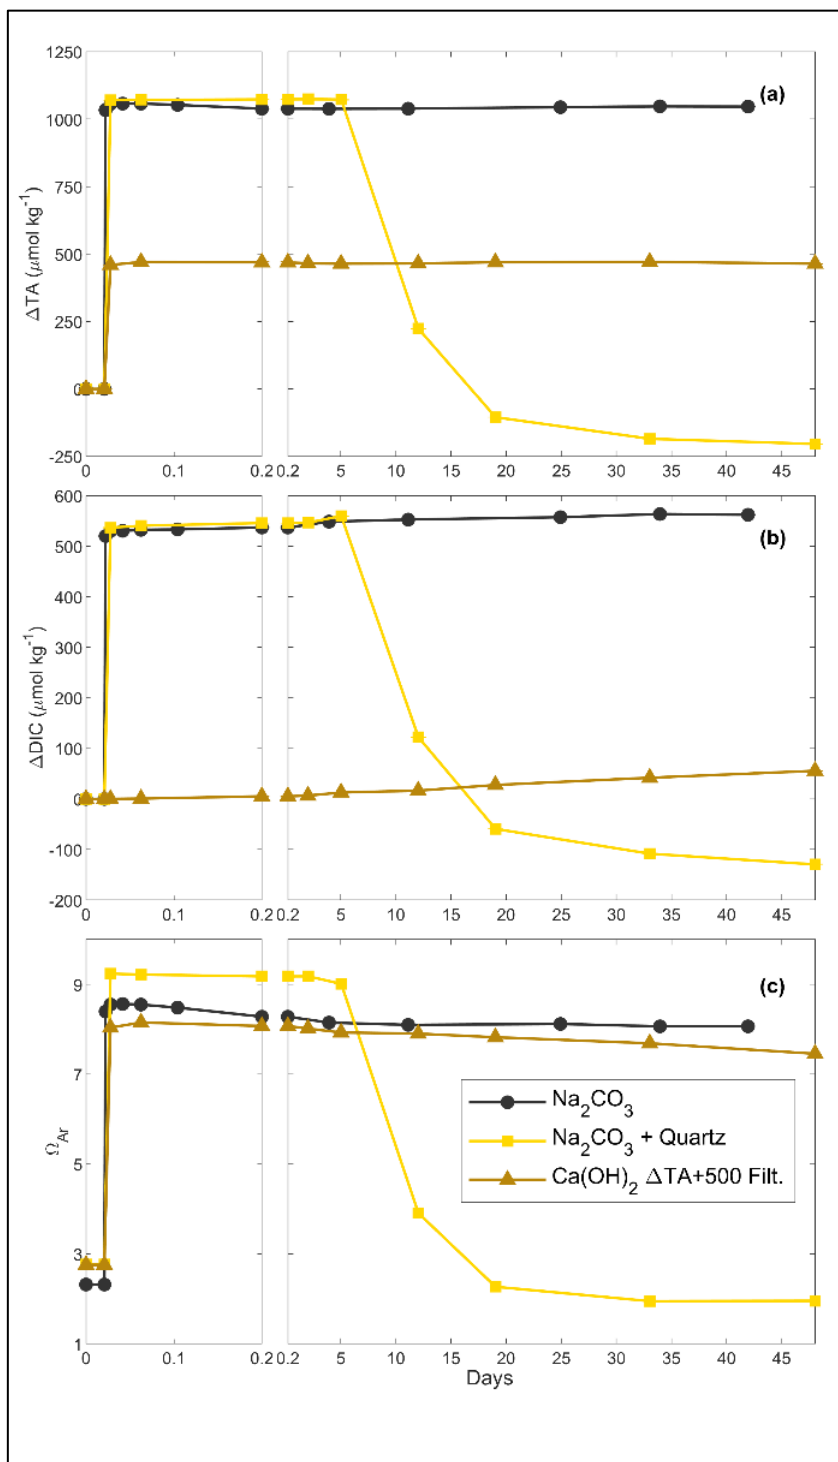 1250
1000
750
500
250
0
-250
ΔTA (μmol kg⁻¹)
(a)
0 0.1 0.2 0.2 5 10 15 20 25 30 35 40 45
600
500
400
300
200
100
0
-100
-200
ΔDIC (μmol kg⁻¹)
(b)
0 0.1 0.2 0.2 5 10 15 20 25 30 35 40 45
9
7
5
3
1
Ω_Ar
(c)
Na₂CO₃
Na₂CO₃ + Quartz
Ca(OH)₂ ΔTA+500 Filt.
0 0.1 0.2 0.2 5 10 15 20 25 30 35 40 45
Days